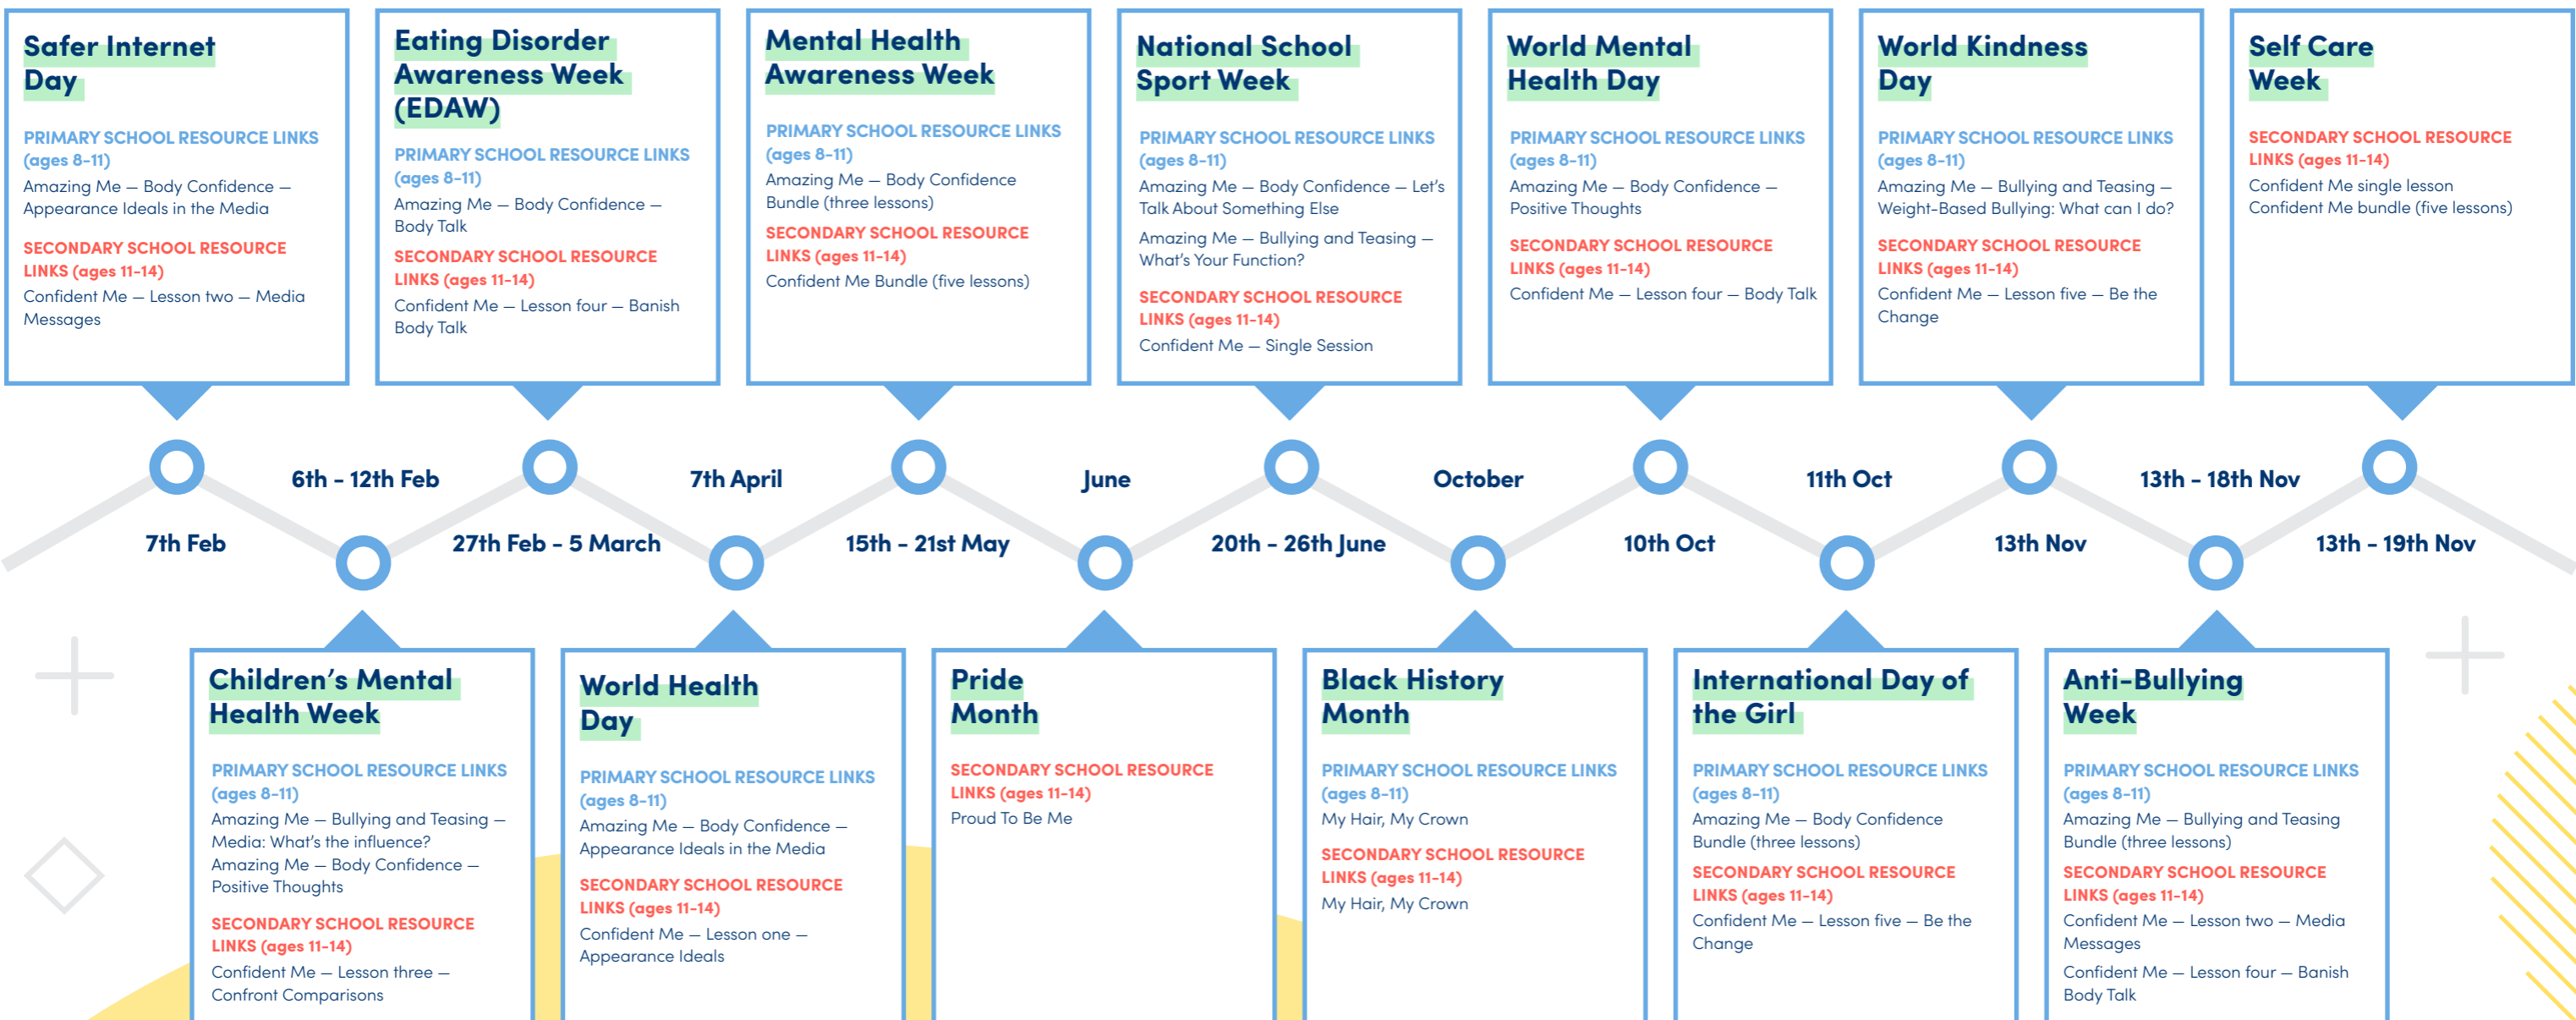 Safer Internet
Day
PRIMARY SCHOOL RESOURCE LINKS
(ages 8-11)
Amazing Me – Body Confidence –
Appearance Ideals in the Media
SECONDARY SCHOOL RESOURCE
LINKS (ages 11-14)
Confident Me – Lesson two – Media
Messages
Eating Disorder
Awareness Week
(EDAW)
PRIMARY SCHOOL RESOURCE LINKS
(ages 8-11)
Amazing Me – Body Confidence –
Body Talk
SECONDARY SCHOOL RESOURCE
LINKS (ages 11-14)
Confident Me – Lesson four – Banish
Body Talk
Mental Health
Awareness Week
PRIMARY SCHOOL RESOURCE LINKS
(ages 8-11)
Amazing Me – Body Confidence
Bundle (three lessons)
SECONDARY SCHOOL RESOURCE
LINKS (ages 11-14)
Confident Me Bundle (five lessons)
National School
Sport Week
PRIMARY SCHOOL RESOURCE LINKS
(ages 8-11)
Amazing Me – Body Confidence – Let's
Talk About Something Else
Amazing Me – Bullying and Teasing –
What's Your Function?
SECONDARY SCHOOL RESOURCE
LINKS (ages 11-14)
Confident Me – Single Session
World Mental
Health Day
PRIMARY SCHOOL RESOURCE LINKS
(ages 8-11)
Amazing Me – Body Confidence –
Positive Thoughts
SECONDARY SCHOOL RESOURCE
LINKS (ages 11-14)
Confident Me – Lesson four – Body Talk
World Kindness
Day
PRIMARY SCHOOL RESOURCE LINKS
(ages 8-11)
Amazing Me – Bullying and Teasing –
Weight-Based Bullying: What can I do?
SECONDARY SCHOOL RESOURCE
LINKS (ages 11-14)
Confident Me – Lesson five – Be the
Change
Self Care
Week
SECONDARY SCHOOL RESOURCE
LINKS (ages 11-14)
Confident Me single lesson
Confident Me bundle (five lessons)
7th Feb
6th - 12th Feb
27th Feb - 5 March
7th April
15th - 21st May
June
20th - 26th June
October
10th Oct
11th Oct
13th Nov
13th - 18th Nov
13th - 19th Nov
Children's Mental
Health Week
PRIMARY SCHOOL RESOURCE LINKS
(ages 8-11)
Amazing Me – Bullying and Teasing –
Media: What's the influence?
Amazing Me – Body Confidence –
Positive Thoughts
SECONDARY SCHOOL RESOURCE
LINKS (ages 11-14)
Confident Me – Lesson three –
Confront Comparisons
World Health
Day
PRIMARY SCHOOL RESOURCE LINKS
(ages 8-11)
Amazing Me – Body Confidence –
Appearance Ideals in the Media
SECONDARY SCHOOL RESOURCE
LINKS (ages 11-14)
Confident Me – Lesson one –
Appearance Ideals
Pride
Month
SECONDARY SCHOOL RESOURCE
LINKS (ages 11-14)
Proud To Be Me
Black History
Month
PRIMARY SCHOOL RESOURCE LINKS
(ages 8-11)
My Hair, My Crown
SECONDARY SCHOOL RESOURCE
LINKS (ages 11-14)
My Hair, My Crown
International Day of
the Girl
PRIMARY SCHOOL RESOURCE LINKS
(ages 8-11)
Amazing Me – Body Confidence
Bundle (three lessons)
SECONDARY SCHOOL RESOURCE
LINKS (ages 11-14)
Confident Me – Lesson five – Be the
Change
Anti-Bullying
Week
PRIMARY SCHOOL RESOURCE LINKS
(ages 8-11)
Amazing Me – Bullying and Teasing
Bundle (three lessons)
SECONDARY SCHOOL RESOURCE
LINKS (ages 11-14)
Confident Me – Lesson two – Media
Messages
Confident Me – Lesson four – Banish
Body Talk